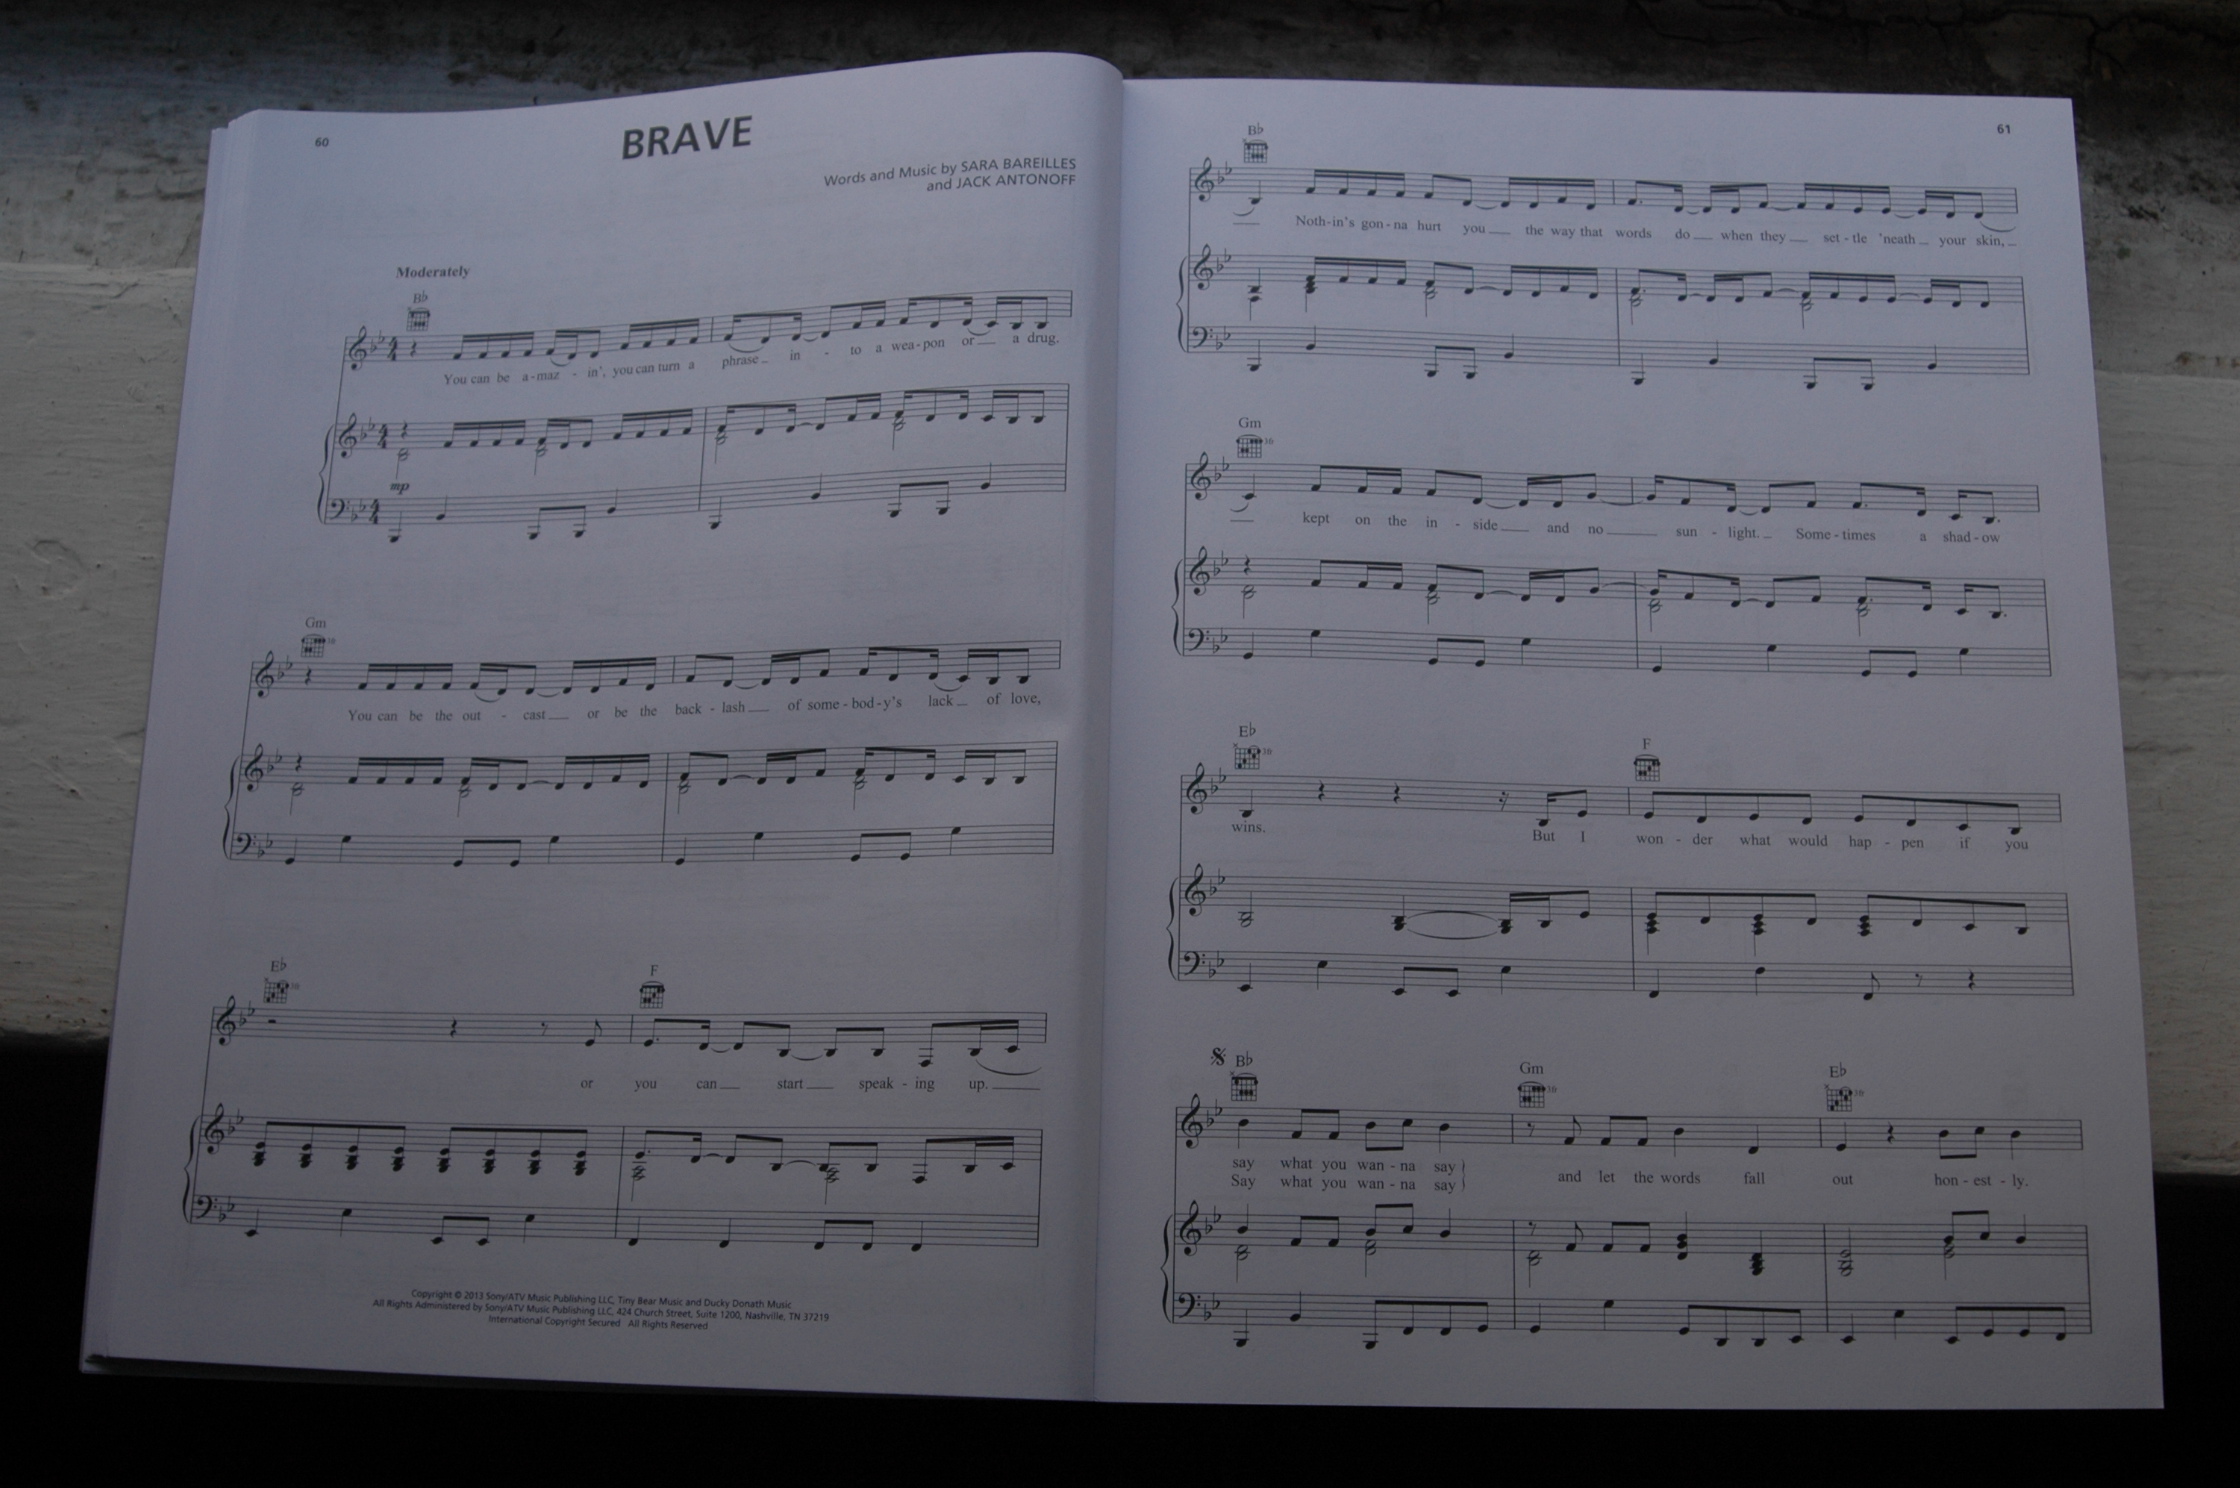 60
BRAVE
Words and Music by SARA BAREILLES
and JACK ANTONOFF
Moderately
B♭
You can be a-maz - in', you can turn a phrase in - to a wea-pon or a drug.
mp
Gm
You can be the out - cast or be the back - lash of some-bod-y's lack of love,
E♭ F
or you can start speak - ing up.
Copyright © 2013 Sony/ATV Music Publishing LLC, Tiny Bear Music and Ducky Donath Music
All Rights Administered by Sony/ATV Music Publishing LLC, 424 Church Street, Suite 1200, Nashville, TN 37219
International Copyright Secured All Rights Reserved
61
B♭
Noth-in's gon-na hurt you the way that words do when they set-tle 'neath your skin,
Gm
kept on the in - side and no sun - light. Some-times a shad-ow
E♭ F
wins. But I won - der what would hap - pen if you
B♭ Gm E♭
say what you wan-na say and let the words fall out hon - est - ly.
Say what you wan-na say